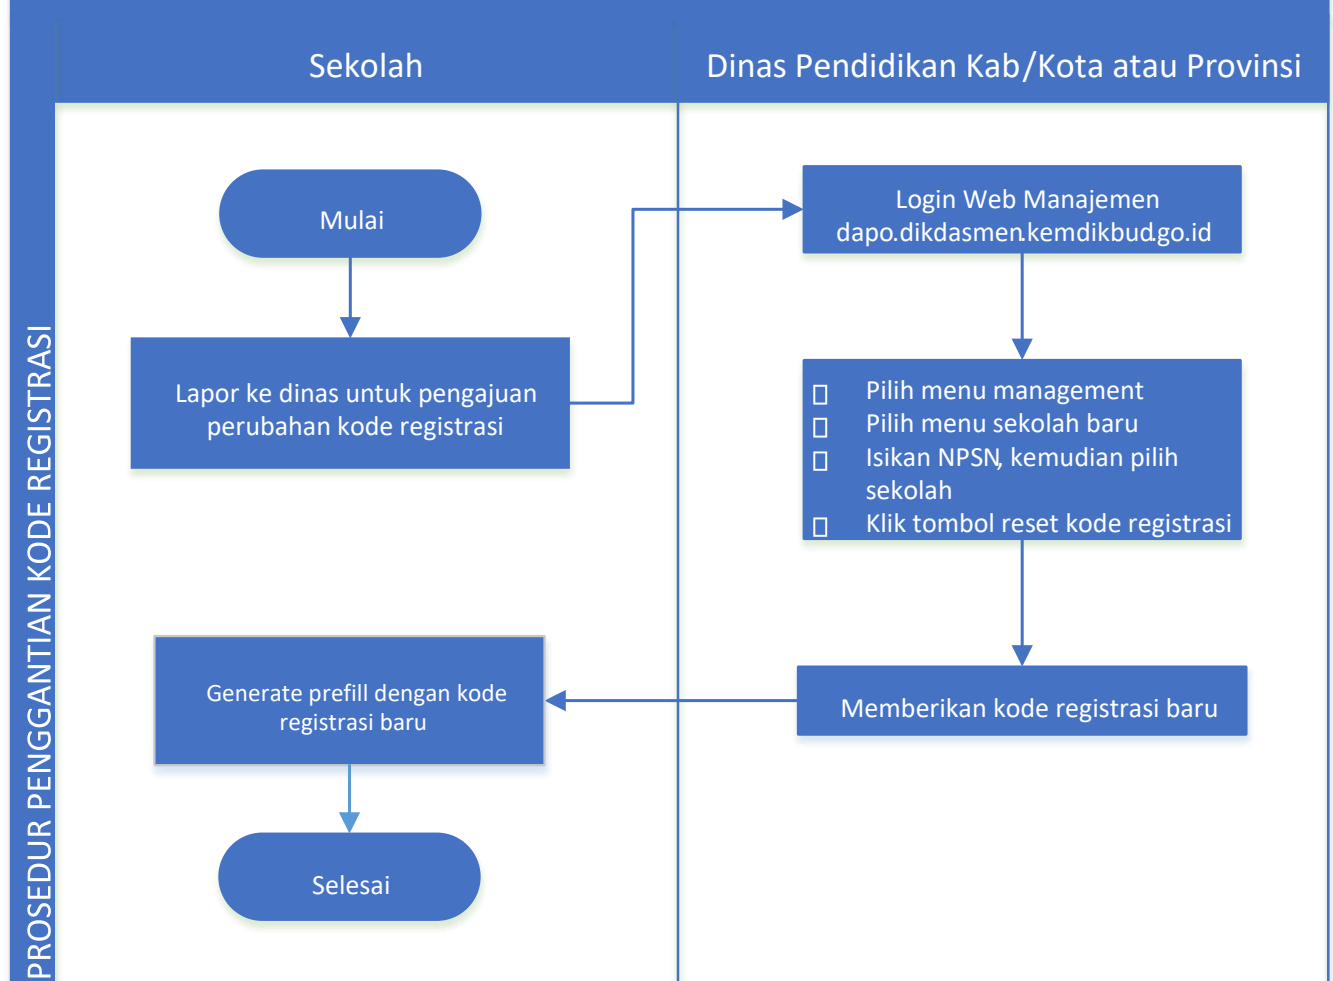 PROSEDUR PENGGANTIAN KODE REGISTRASI
Sekolah
Dinas Pendidikan Kab/Kota atau Provinsi
Mulai
Lapor ke dinas untuk pengajuan
perubahan kode registrasi
Login Web Manajemen
dapo.dikdasmen.kemdikbud.go.id
Pilih menu management
Pilih menu sekolah baru
Isikan NPSN, kemudian pilih
sekolah
Klik tombol reset kode registrasi
Memberikan kode registrasi baru
Generate prefill dengan kode
registrasi baru
Selesai